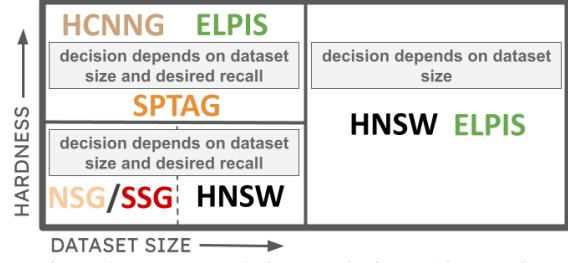 HCNNG ELPIS
decision depends on dataset
size and desired recall
SPTAG
decision depends on dataset
size and desired recall
NSG/SSG HNSW
decision depends on dataset
size
HNSW ELPIS
HARDNESS
DATASET SIZE